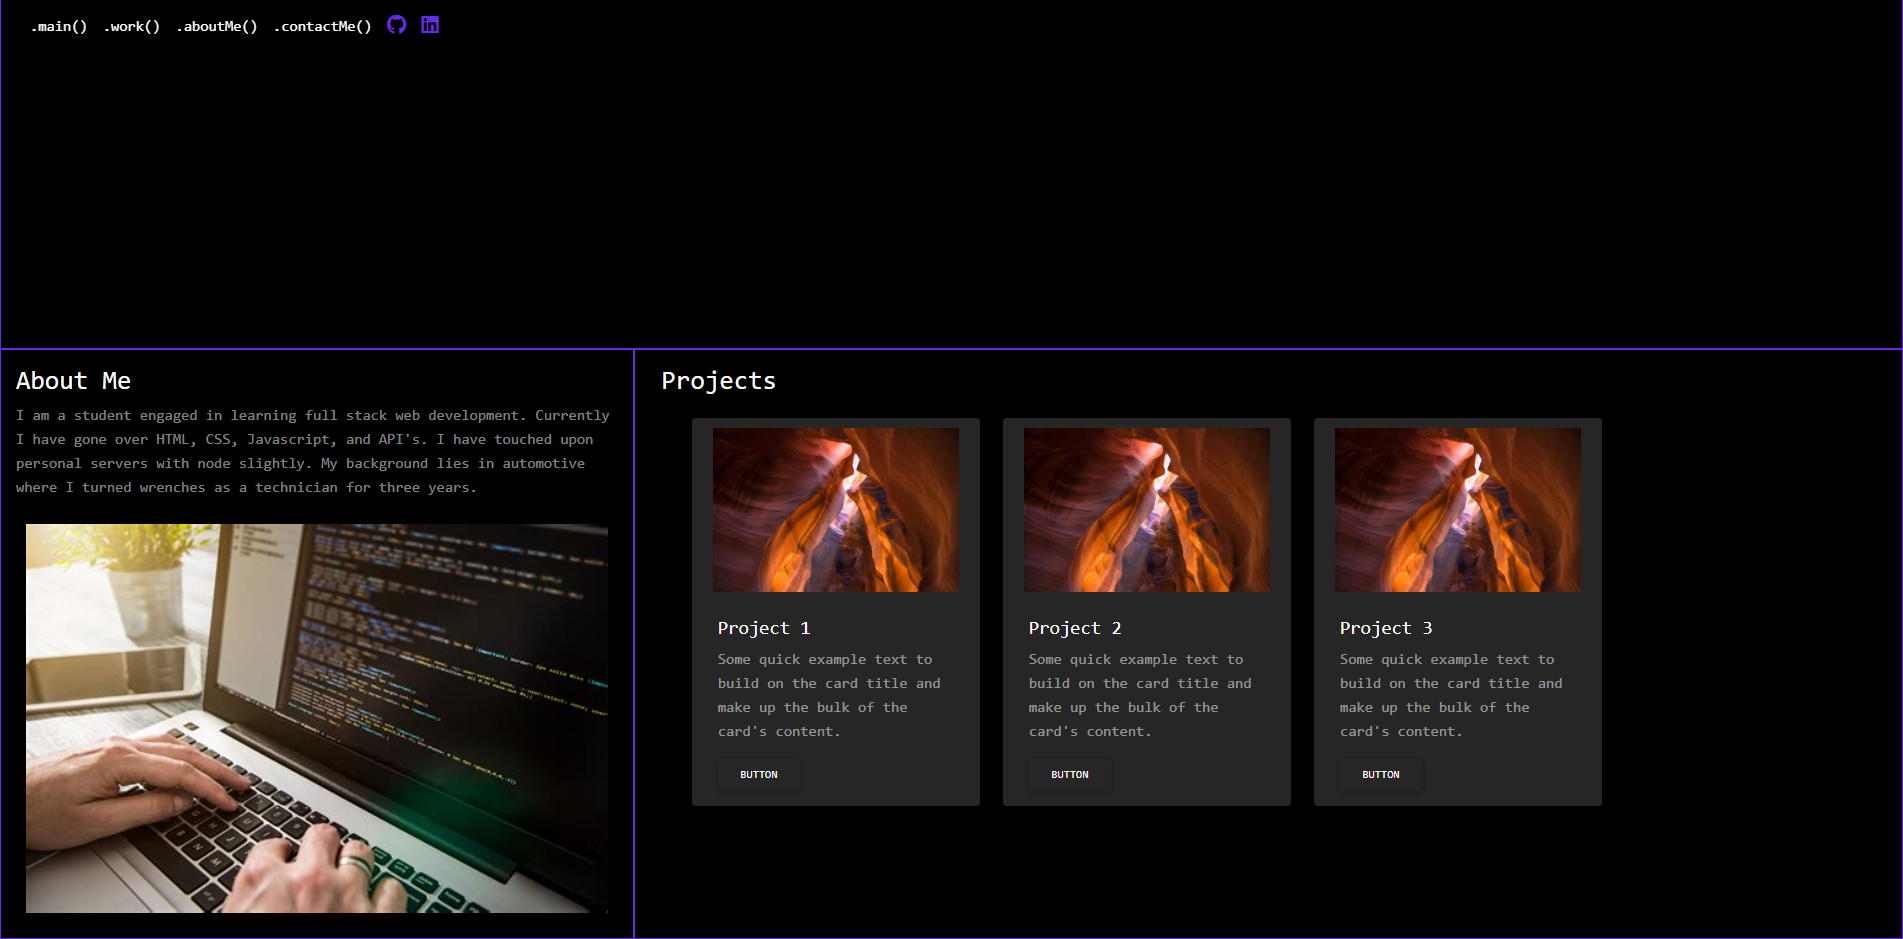 .main() .work() .aboutMe() .contactMe()
About Me
I am a student engaged in learning full stack web development. Currently
I have gone over HTML, CSS, Javascript, and API's. I have touched upon
personal servers with node slightly. My background lies in automotive
where I turned wrenches as a technician for three years.
Projects
Project 1
Some quick example text to
build on the card title and
make up the bulk of the
card's content.
BUTTON
Project 2
Some quick example text to
build on the card title and
make up the bulk of the
card's content.
BUTTON
Project 3
Some quick example text to
build on the card title and
make up the bulk of the
card's content.
BUTTON